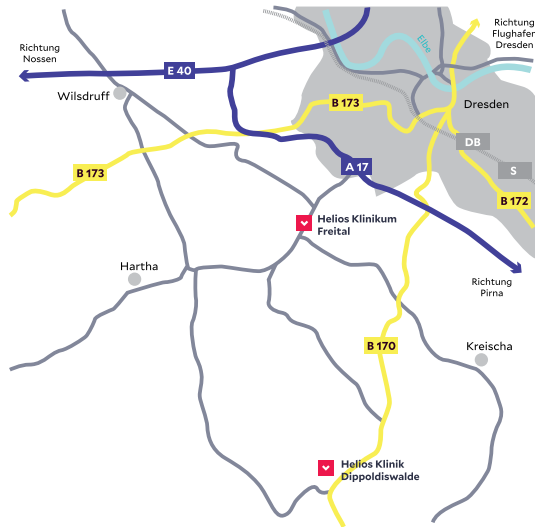 Richtung
Nossen
E 40
Elbe
Richtung
Flughafen
Dresden
Wilsdruff
B 173
Dresden
DB
B 173
A 17
S
B 172
Helios Klinikum
Freital
Hartha
Richtung
Pirna
B 170
Kreischa
Helios Klinik
Dippoldiswalde